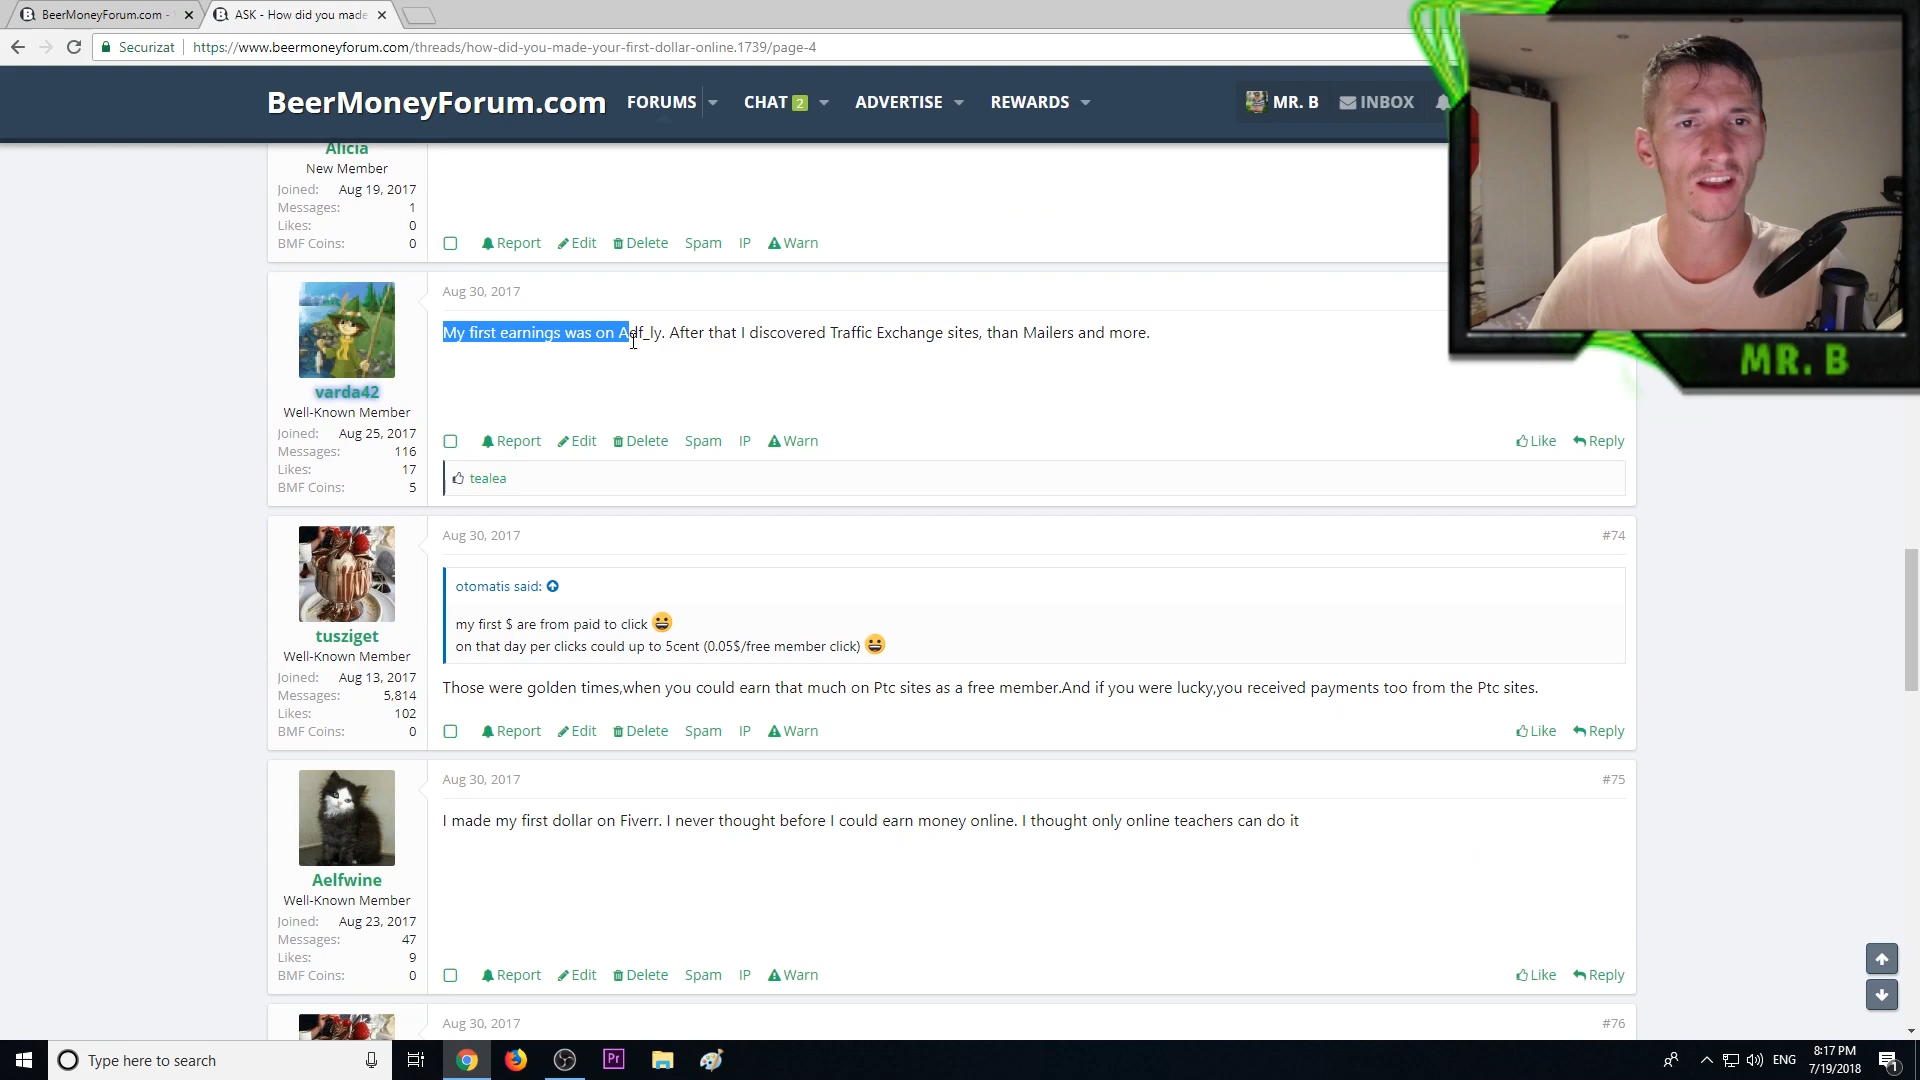 BeerMoneyForum.com -
ASK - How did you made
Securizat
https://www.beermoneyforum.com/threads/how-did-you-made-your-first-dollar-online.1739/page-4
BeerMoneyForum.com
FORUMS
CHAT 2
ADVERTISE
REWARDS
MR. B
INBOX
Alicia
New Member
Joined: Aug 19, 2017
Messages: 1
Likes: 0
BMF Coins: 0
Report Edit Delete Spam IP Warn
Aug 30, 2017
My first earnings was on Adf_ly. After that I discovered Traffic Exchange sites, than Mailers and more.
varda42
Well-Known Member
Joined: Aug 25, 2017
Messages: 116
Likes: 17
BMF Coins: 5
Report Edit Delete Spam IP Warn
Like Reply
tealea
MR. B
Aug 30, 2017
#74
otomatis said:
my first $ are from paid to click
on that day per clicks could up to 5cent (0.05$/free member click)
Those were golden times,when you could earn that much on Ptc sites as a free member.And if you were lucky,you received payments too from the Ptc sites.
tusziget
Well-Known Member
Joined: Aug 13, 2017
Messages: 5,814
Likes: 102
BMF Coins: 0
Report Edit Delete Spam IP Warn
Like Reply
Aug 30, 2017
#75
I made my first dollar on Fiverr. I never thought before I could earn money online. I thought only online teachers can do it
Aelfwine
Well-Known Member
Joined: Aug 23, 2017
Messages: 47
Likes: 9
BMF Coins: 0
Report Edit Delete Spam IP Warn
Like Reply
Aug 30, 2017
#76
Type here to search
Pr
ENG
8:17 PM
7/19/2018
1